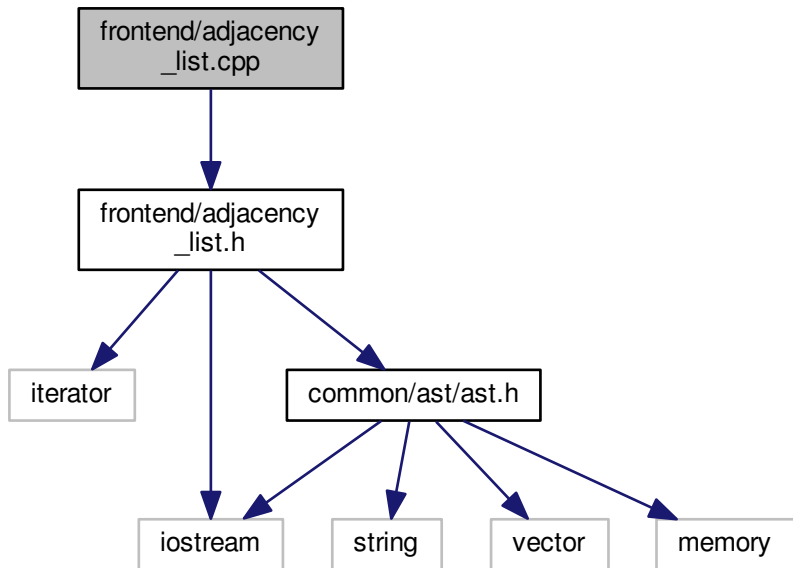 frontend/adjacency
_list.cpp
frontend/adjacency
_list.h
iterator
common/ast/ast.h
iostream
string
vector
memory